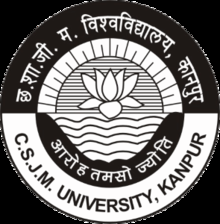 छ.शा.जी.म. विश्वविद्यालय, कानपुर
आरोह तमसो ज्योति
C.S.J.M. UNIVERSITY, KANPUR